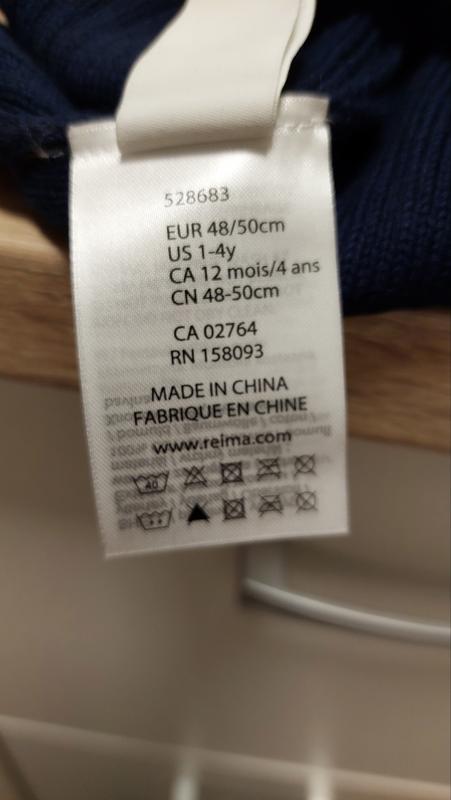 528683
EUR 48/50cm
US 1-4y
CA 12 mois/4 ans
CN 48-50cm
CA 02764
RN 158093
MADE IN CHINA
FABRIQUE EN CHINE
www.reima.com
40